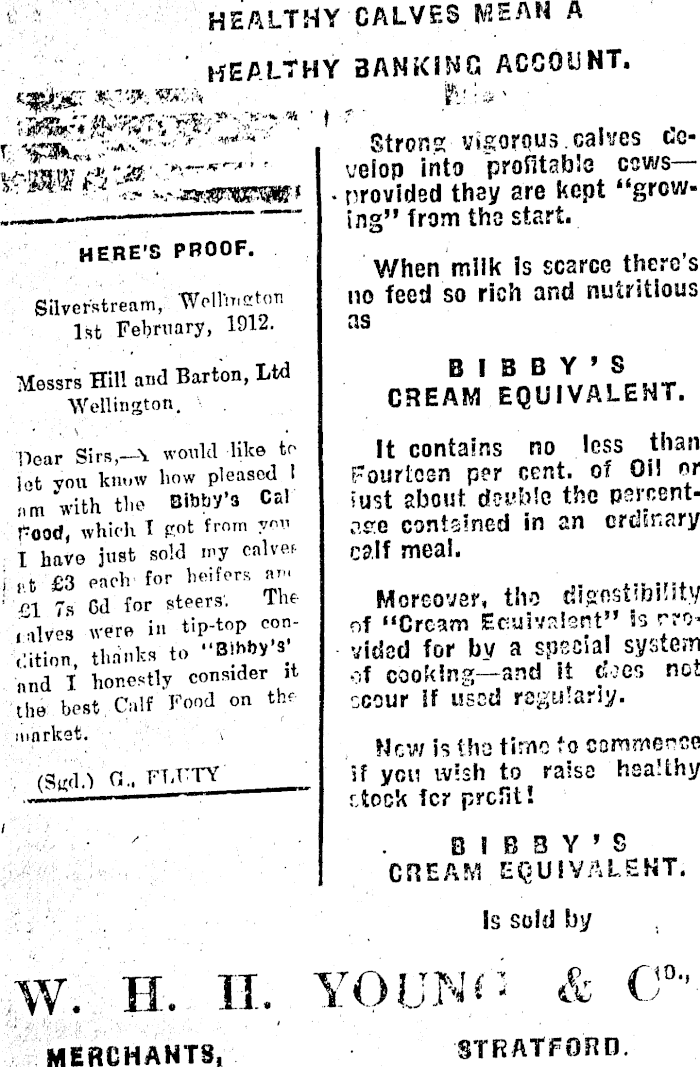 HEALTHY CALVES MEAN A
HEALTHY BANKING ACCOUNT.
HERE'S PROOF.
Silverstream, Wellington
1st February, 1912.
Messrs Hill and Barton, Ltd
Wellington.
Dear Sirs,—I would like to
let you know how pleased I
am with the Bibby's Cal
Food, which I got from you
I have just sold my calves
at £3 each for heifers and
£1 7s 6d for steers. The
calves were in tip-top con-
dition, thanks to "Bibby's'
and I honestly consider it
the best Calf Food on the
market.
(Sgd.) G., FLUTY
Strong vigorous calves de-
velop into profitable cows—
provided they are kept "grow-
ing" from the start.
When milk is scarce there's
no feed so rich and nutritious
as
BIBBY'S
CREAM EQUIVALENT.
It contains no less than
Fourteen per cent. of Oil or
just about double the percent-
age contained in an ordinary
calf meal.
Moreover, the digestibility
of "Cream Equivalent" is pro-
vided for by a special system
of cooking—and it does not
scour if used regularly.
Now is the time to commence
if you wish to raise healthy
stock for profit!
BIBBY'S
CREAM EQUIVALENT.
Is sold by
W. H. H. YOUNG & CO.,
MERCHANTS, STRATFORD.